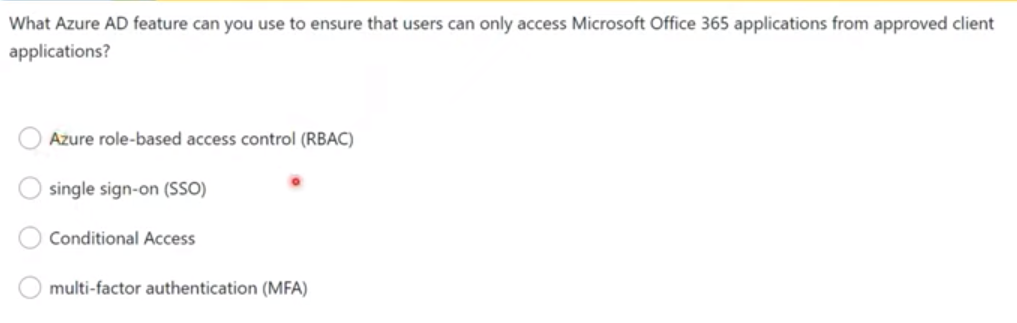 What Azure AD feature can you use to ensure that users can only access Microsoft Office 365 applications from approved client
applications?
Azure role-based access control (RBAC)
single sign-on (SSO)
Conditional Access
multi-factor authentication (MFA)